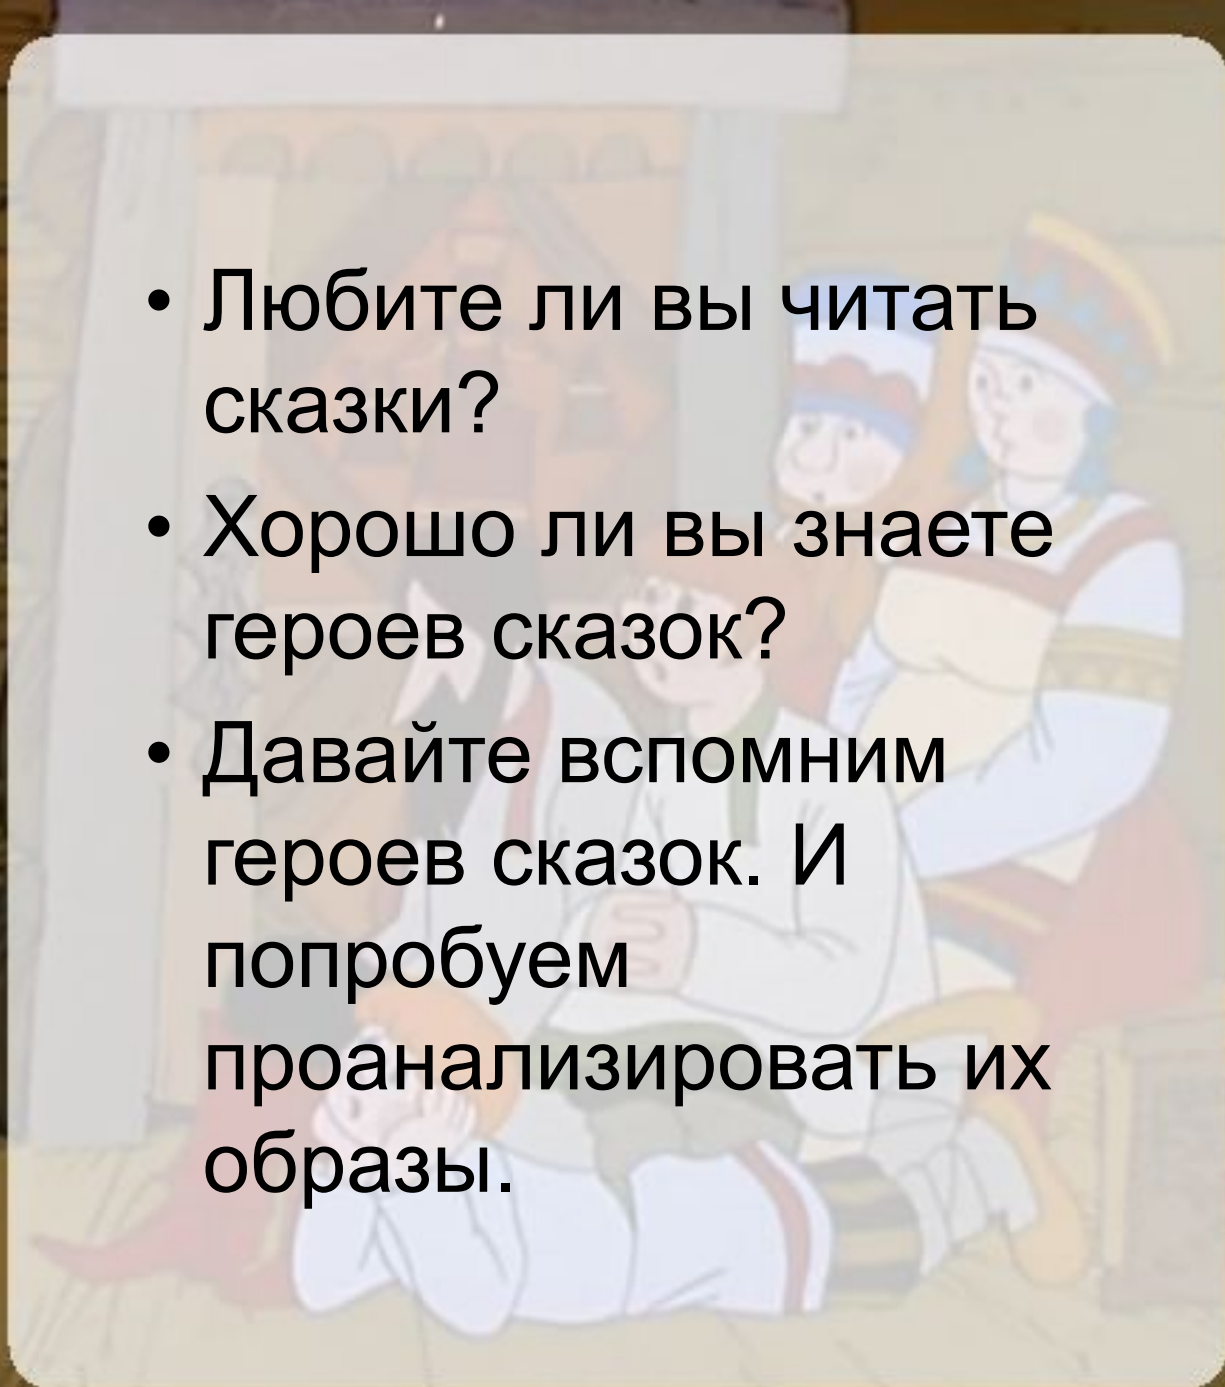 • Любите ли вы читать
сказки?
• Хорошо ли вы знаете
героев сказок?
• Давайте вспомним
героев сказок. И
попробуем
проанализировать их
образы.